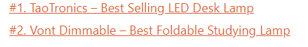 #1. TaoTronics – Best Selling LED Desk Lamp
#2. Vont Dimmable – Best Foldable Studying Lamp